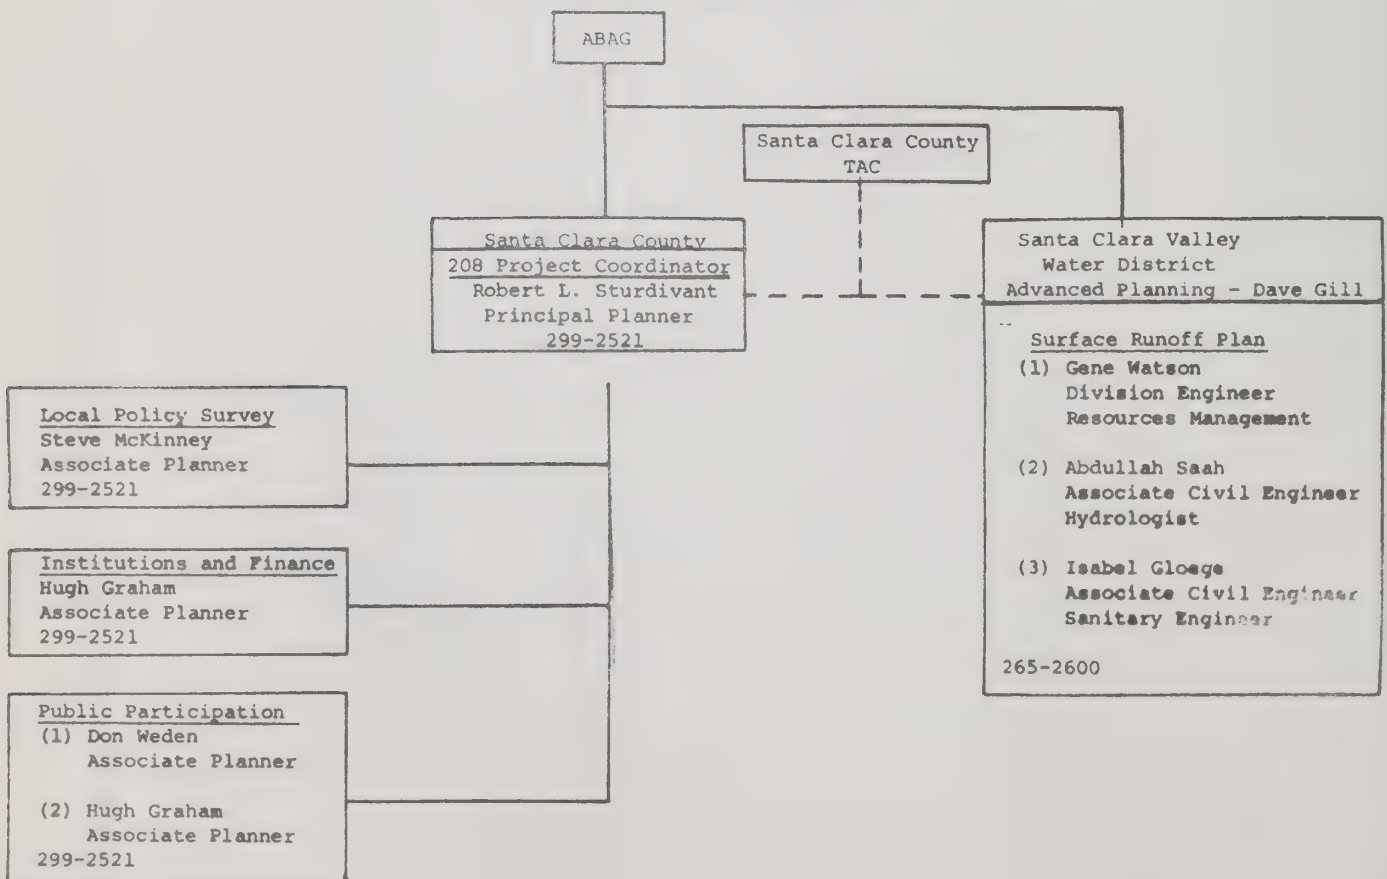 ABAG
Santa Clara County
TAC
Santa Clara County
208 Project Coordinator
Robert L. Sturdivant
Principal Planner
299-2521
Santa Clara Valley
Water District
Advanced Planning - Dave Gill
Surface Runoff Plan
(1) Gene Watson
Division Engineer
Resources Management
(2) Abdullah Saah
Associate Civil Engineer
Hydrologist
(3) Isabel Gloege
Associate Civil Engineer
Sanitary Engineer
265-2600
Local Policy Survey
Steve McKinney
Associate Planner
299-2521
Institutions and Finance
Hugh Graham
Associate Planner
299-2521
Public Participation
(1) Don Weden
Associate Planner
(2) Hugh Graham
Associate Planner
299-2521